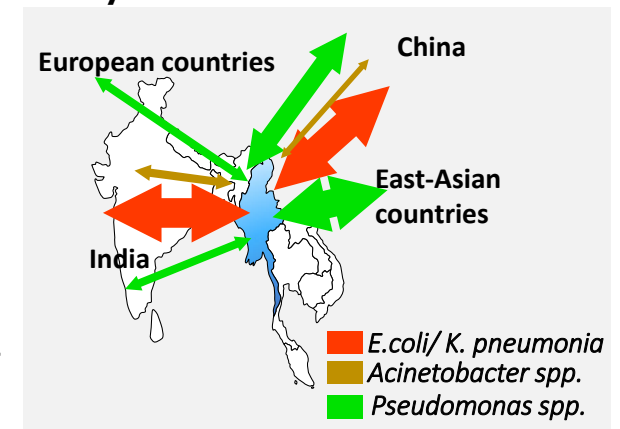 China
European countries
East-Asian
countries
India
E.coli/ K. pneumonia
Acinetobacter spp.
Pseudomonas spp.